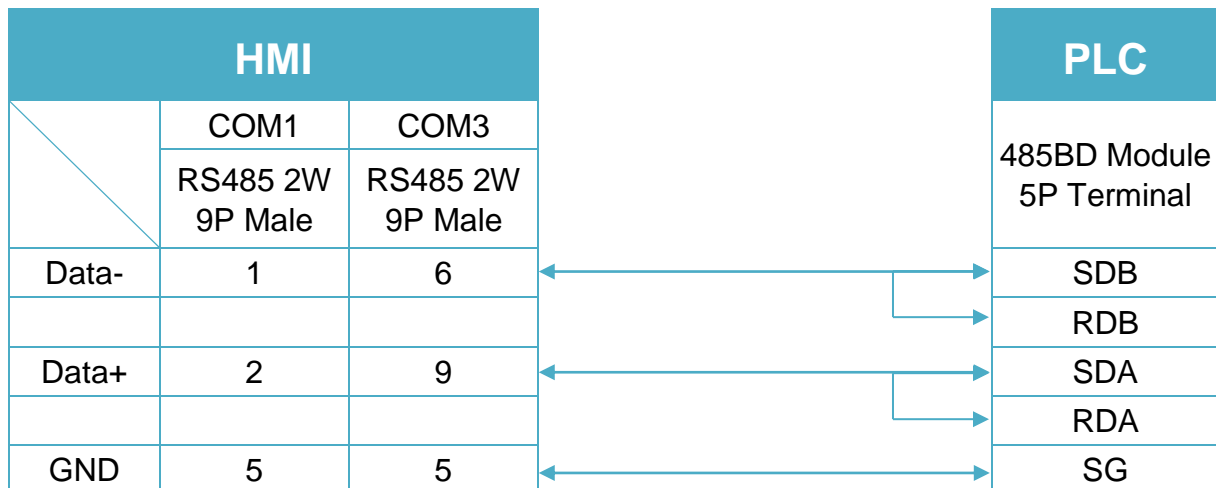 HMI PLC
COM1 COM3
485BD Module
5P Terminal
RS485 2W RS485 2W
9P Male 9P Male
Data- 1 6 SDB
RDB
Data+ 2 9 SDA
RDA
GND 5 5 SG